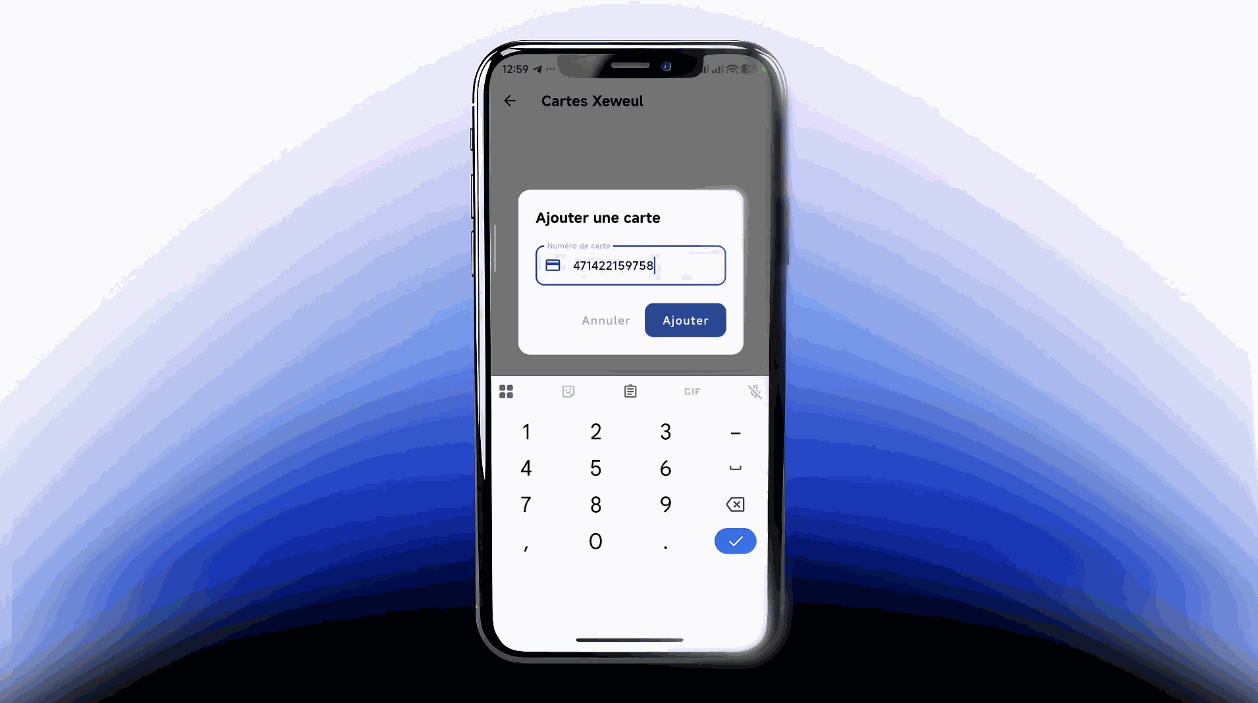 12:59
Cartes Xeweul
Ajouter une carte
Numéro de carte
471422159758
Annuler
Ajouter
GIF
1 2 3 -
4 5 6
7 8 9
, 0 .